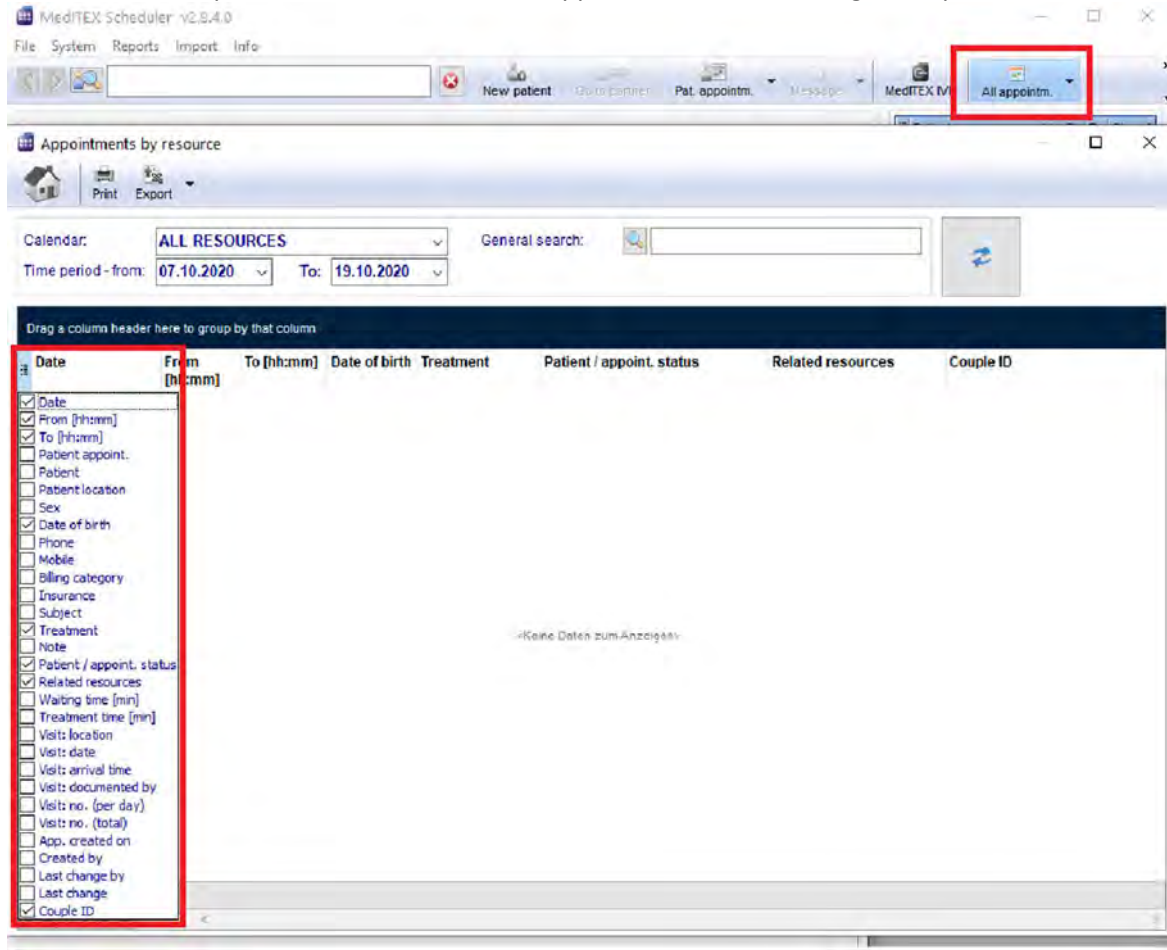 MedITEX Scheduler v2.8.4.0
File System Reports Import Info
New patient Go to partner Pat. appointm. Message MedITEX IVF All appointm.
Appointments by resource
Print Export
Calendar: ALL RESOURCES General search:
Time period - from: 07.10.2020 To: 19.10.2020
Drag a column header here to group by that column
Date From [hh:mm] To [hh:mm] Date of birth Treatment Patient / appoint. status Related resources Couple ID
Date
From [hh:mm]
To [hh:mm]
Patient appoint.
Patient
Patient location
Sex
Date of birth
Phone
Mobile
Billing category
Insurance
Subject
Treatment
<Keine Daten zum Anzeigen>
Note
Patient / appoint. status
Related resources
Waiting time [min]
Treatment time [min]
Visit: location
Visit: date
Visit: arrival time
Visit: documented by
Visit: no. (per day)
Visit: no. (total)
App. created on
Created by
Last change by
Last change
Couple ID